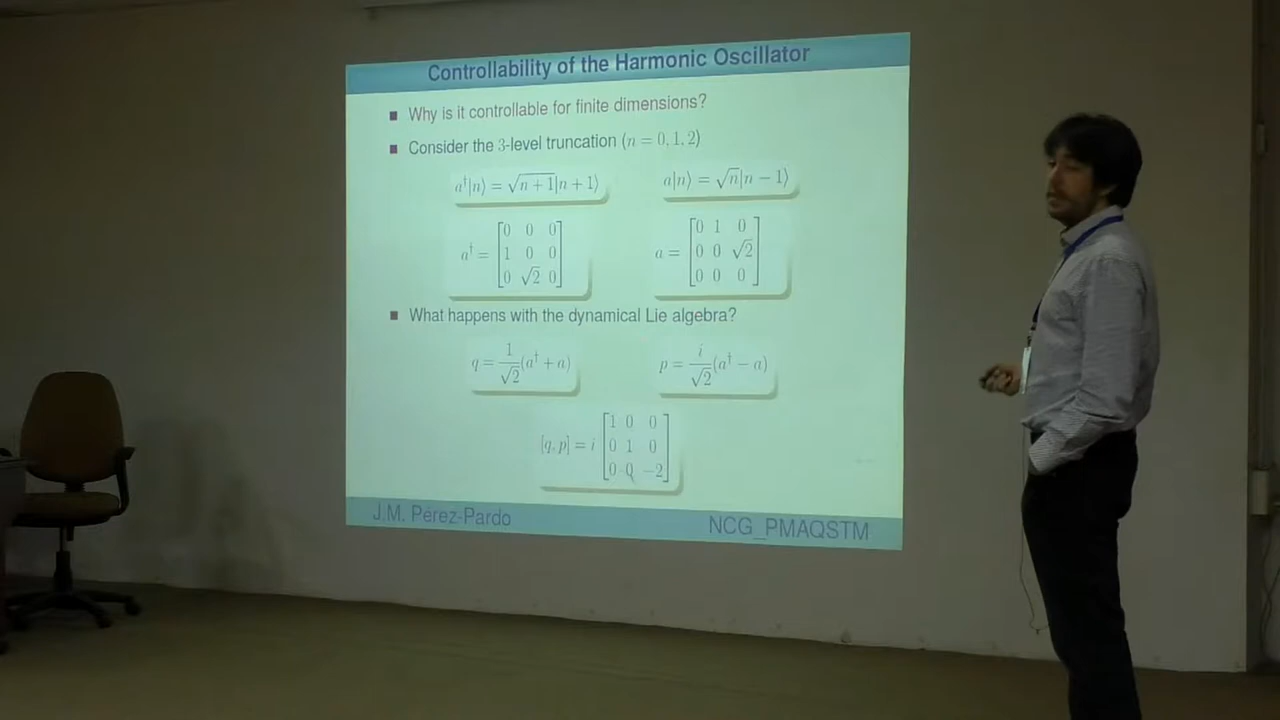 Controllability of the Harmonic Oscillator
Why is it controllable for finite dimensions?
Consider the 3-level truncation (n = 0, 1, 2)
a†|n⟩ = √n+1|n + 1⟩ a|n⟩ = √n|n − 1⟩
a† = [0 0 0; 1 0 0; 0 √2 0] a = [0 1 0; 0 0 √2; 0 0 0]
What happens with the dynamical Lie algebra?
q = 1/√2 (a† + a) p = i/√2 (a† − a)
[q, p] = i [1 0 0; 0 1 0; 0 0 −2]
J.M. Pérez-Pardo NCG_PMAQSTM